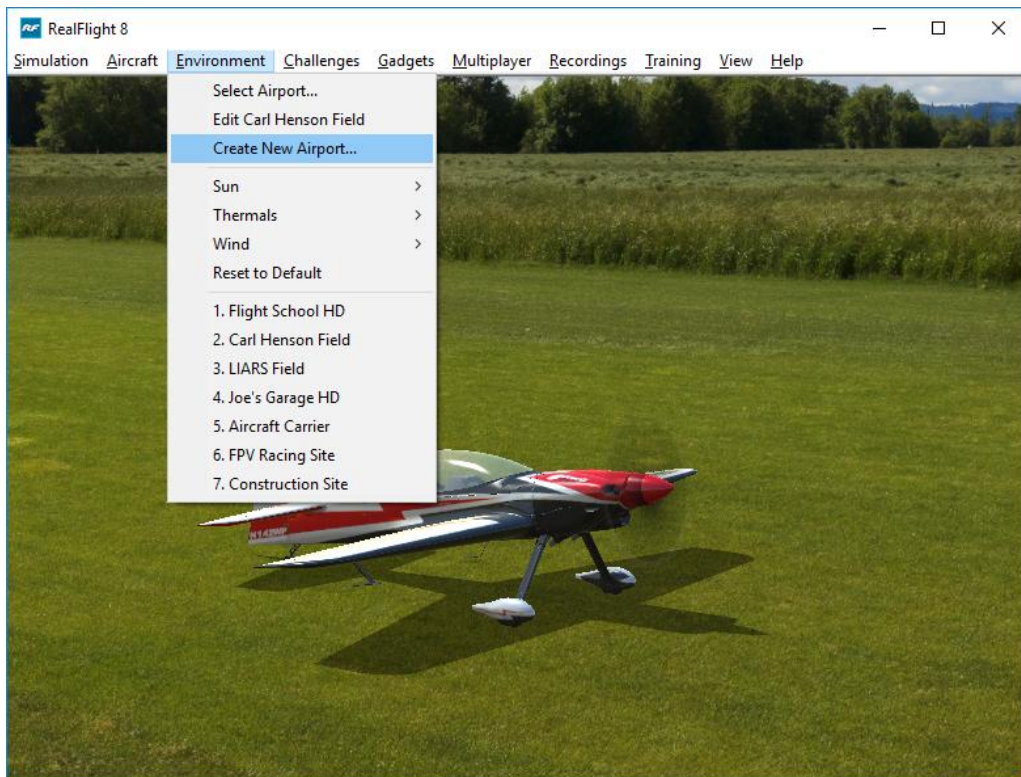 RF RealFlight 8
Simulation Aircraft Environment Challenges Gadgets Multiplayer Recordings Training View Help
Select Airport...
Edit Carl Henson Field
Create New Airport...
Sun
Thermals
Wind
Reset to Default
1. Flight School HD
2. Carl Henson Field
3. LIARS Field
4. Joe's Garage HD
5. Aircraft Carrier
6. FPV Racing Site
7. Construction Site